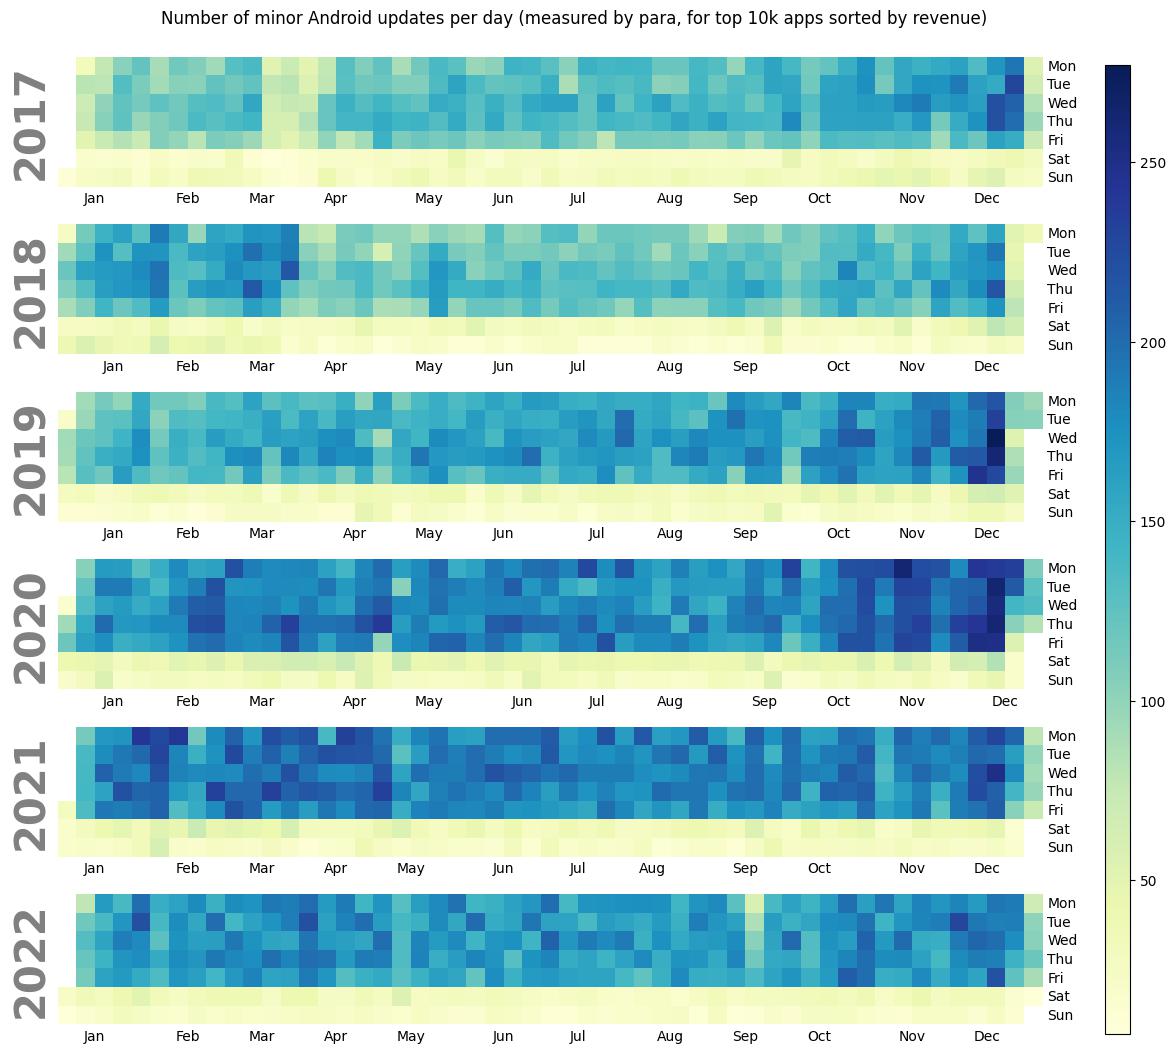 Number of minor Android updates per day (measured by para, for top 10k apps sorted by revenue)
2017
Mon
Tue
Wed
Thu
Fri
Sat
Sun
Jan Feb Mar Apr May Jun Jul Aug Sep Oct Nov Dec
2018
Mon
Tue
Wed
Thu
Fri
Sat
Sun
Jan Feb Mar Apr May Jun Jul Aug Sep Oct Nov Dec
2019
Mon
Tue
Wed
Thu
Fri
Sat
Sun
Jan Feb Mar Apr May Jun Jul Aug Sep Oct Nov Dec
2020
Mon
Tue
Wed
Thu
Fri
Sat
Sun
Jan Feb Mar Apr May Jun Jul Aug Sep Oct Nov Dec
2021
Mon
Tue
Wed
Thu
Fri
Sat
Sun
Jan Feb Mar Apr May Jun Jul Aug Sep Oct Nov Dec
2022
Mon
Tue
Wed
Thu
Fri
Sat
Sun
Jan Feb Mar Apr May Jun Jul Aug Sep Oct Nov Dec
250
200
150
100
50